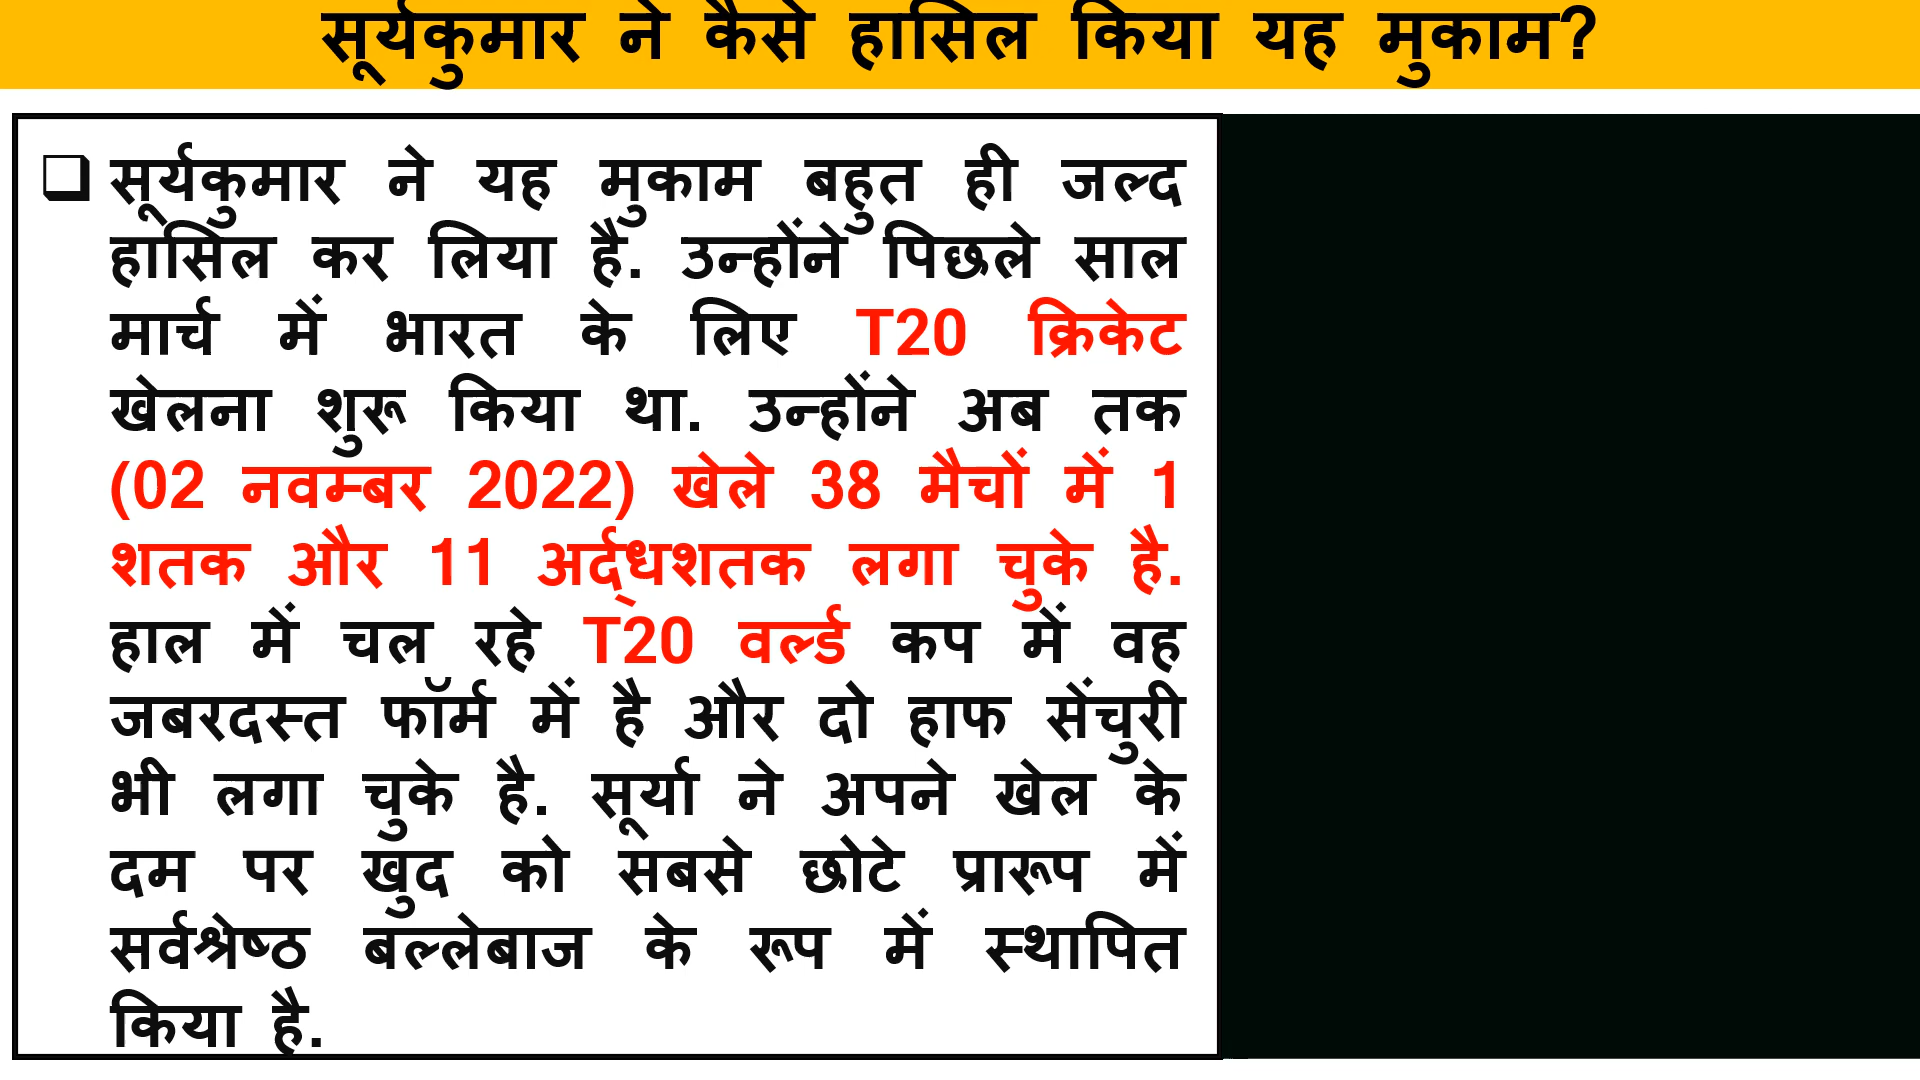 सूर्यकुमार ने कैसे हासिल किया यह मुकाम?
सूर्यकुमार ने यह मुकाम बहुत ही जल्द
हासिल कर लिया है. उन्होंने पिछले साल
मार्च में भारत के लिए T20 क्रिकेट
खेलना शुरू किया था. उन्होंने अब तक
(02 नवम्बर 2022) खेले 38 मैचों में 1
शतक और 11 अर्द्धशतक लगा चुके है.
हाल में चल रहे T20 वर्ल्ड कप में वह
जबरदस्त फॉर्म में है और दो हाफ सेंचुरी
भी लगा चुके है. सूर्या ने अपने खेल के
दम पर खुद को सबसे छोटे प्रारूप में
सर्वश्रेष्ठ बल्लेबाज के रूप में स्थापित
किया है.